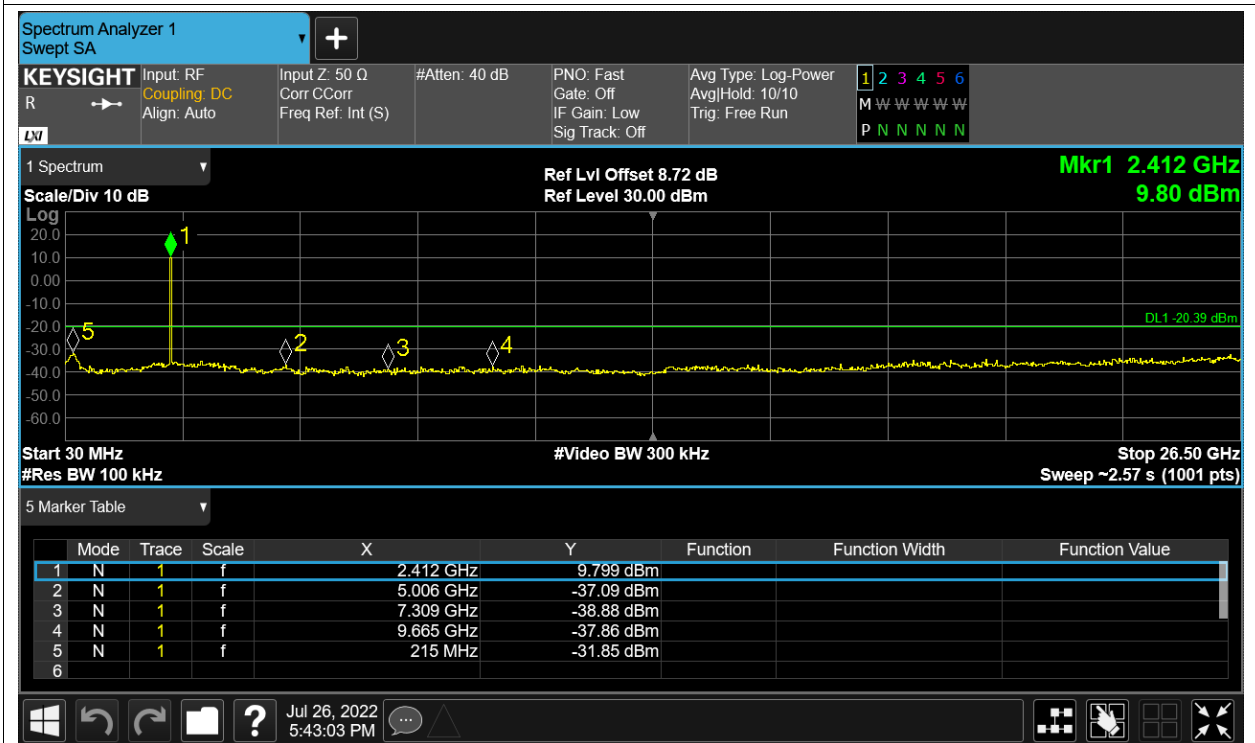 Spectrum Analyzer 1
Swept SA
KEYSIGHT Input: RF Input Z: 50 Ω #Atten: 40 dB PNO: Fast Avg Type: Log-Power 1 2 3 4 5 6
R Coupling: DC Corr CCorr Gate: Off Avg|Hold: 10/10 M W W W W W
Align: Auto Freq Ref: Int (S) IF Gain: Low Trig: Free Run
LXI Sig Track: Off P N N N N N
1 Spectrum Ref Lvl Offset 8.72 dB Mkr1 2.412 GHz
Scale/Div 10 dB Ref Level 30.00 dBm 9.80 dBm
Log
20.0 1
10.0
0.00
-10.0
-20.0 DL1 -20.39 dBm
5
-30.0 2 3 4
-40.0
-50.0
-60.0
Start 30 MHz #Video BW 300 kHz Stop 26.50 GHz
#Res BW 100 kHz Sweep ~2.57 s (1001 pts)
5 Marker Table
Mode Trace Scale X Y Function Function Width Function Value
1 N 1 f 2.412 GHz 9.799 dBm
2 N 1 f 5.006 GHz -37.09 dBm
3 N 1 f 7.309 GHz -38.88 dBm
4 N 1 f 9.665 GHz -37.86 dBm
5 N 1 f 215 MHz -31.85 dBm
6
? Jul 26, 2022
5:43:03 PM